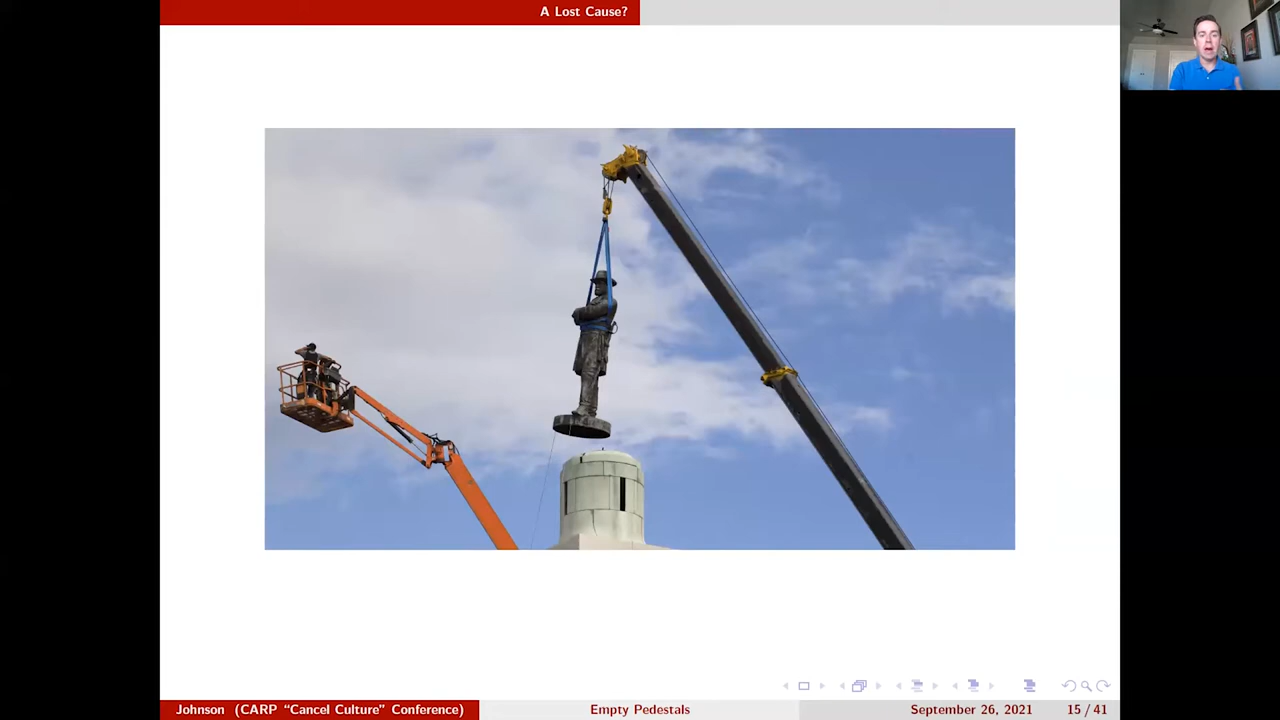 A Lost Cause?
Johnson (CARP “Cancel Culture” Conference)
Empty Pedestals
September 26, 2021
15 / 41